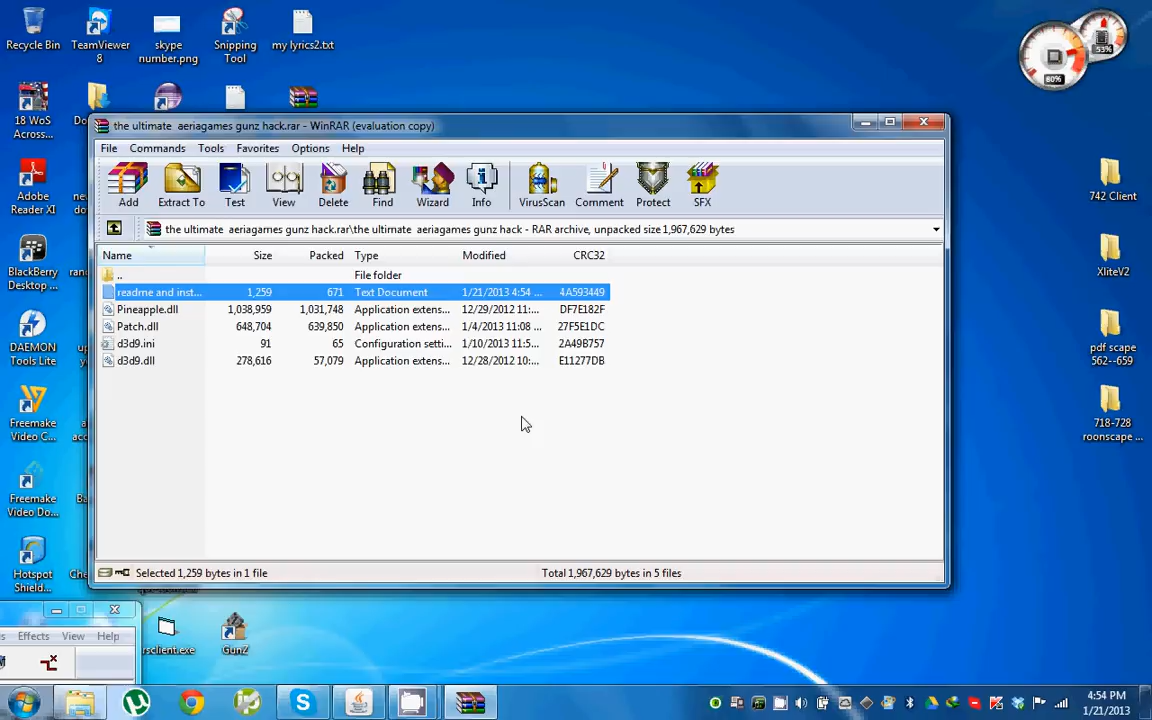 Recycle Bin
TeamViewer
8
skype
number.png
Snipping
Tool
my lyrics2.txt
80%
53%
18 WoS
Across...
the ultimate aeriagames gunz hack.rar - WinRAR (evaluation copy)
File Commands Tools Favorites Options Help
Add Extract To Test View Delete Find Wizard Info VirusScan Comment Protect SFX
the ultimate aeriagames gunz hack.rar\the ultimate aeriagames gunz hack - RAR archive, unpacked size 1,967,629 bytes
Name Size Packed Type Modified CRC32
.. File folder
readme and inst... 1,259 671 Text Document 1/21/2013 4:54 ... 4A593449
Pineapple.dll 1,038,959 1,031,748 Application extens... 12/29/2012 11:... DF7E182F
Patch.dll 648,704 639,850 Application extens... 1/4/2013 11:08 ... 27F5E1DC
d3d9.ini 91 65 Configuration setti... 1/10/2013 11:5... 2A49B757
d3d9.dll 278,616 57,079 Application extens... 12/28/2012 10:... E11277DB
Selected 1,259 bytes in 1 file Total 1,967,629 bytes in 5 files
Adobe
Reader XI
BlackBerry
Desktop ...
DAEMON
Tools Lite
Freemake
Video C...
Freemake
Video Do...
Hotspot
Shield...
742 Client
XliteV2
pdf scape
562--659
718-728
roonscape ...
Effects View Help
rsclient.exe
GunZ
4:54 PM
1/21/2013